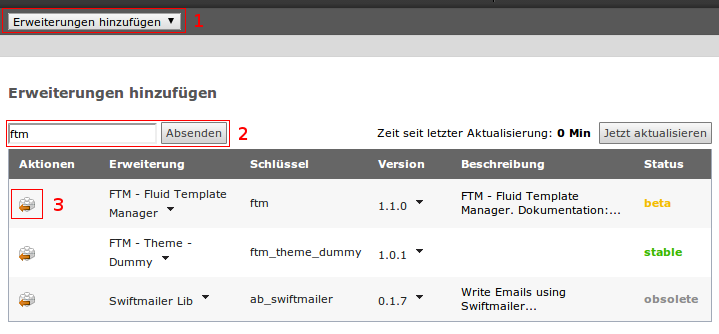 Erweiterungen hinzufügen 1
Erweiterungen hinzufügen
ftm Absenden 2 Zeit seit letzter Aktualisierung: 0 Min Jetzt aktualisieren
Aktionen Erweiterung Schlüssel Version Beschreibung Status
3 FTM - Fluid Template Manager ftm 1.1.0 FTM - Fluid Template Manager. Dokumentation:... beta
FTM - Theme - Dummy ftm_theme_dummy 1.0.1 stable
Swiftmailer Lib ab_swiftmailer 0.1.7 Write Emails using Swiftmailer... obsolete